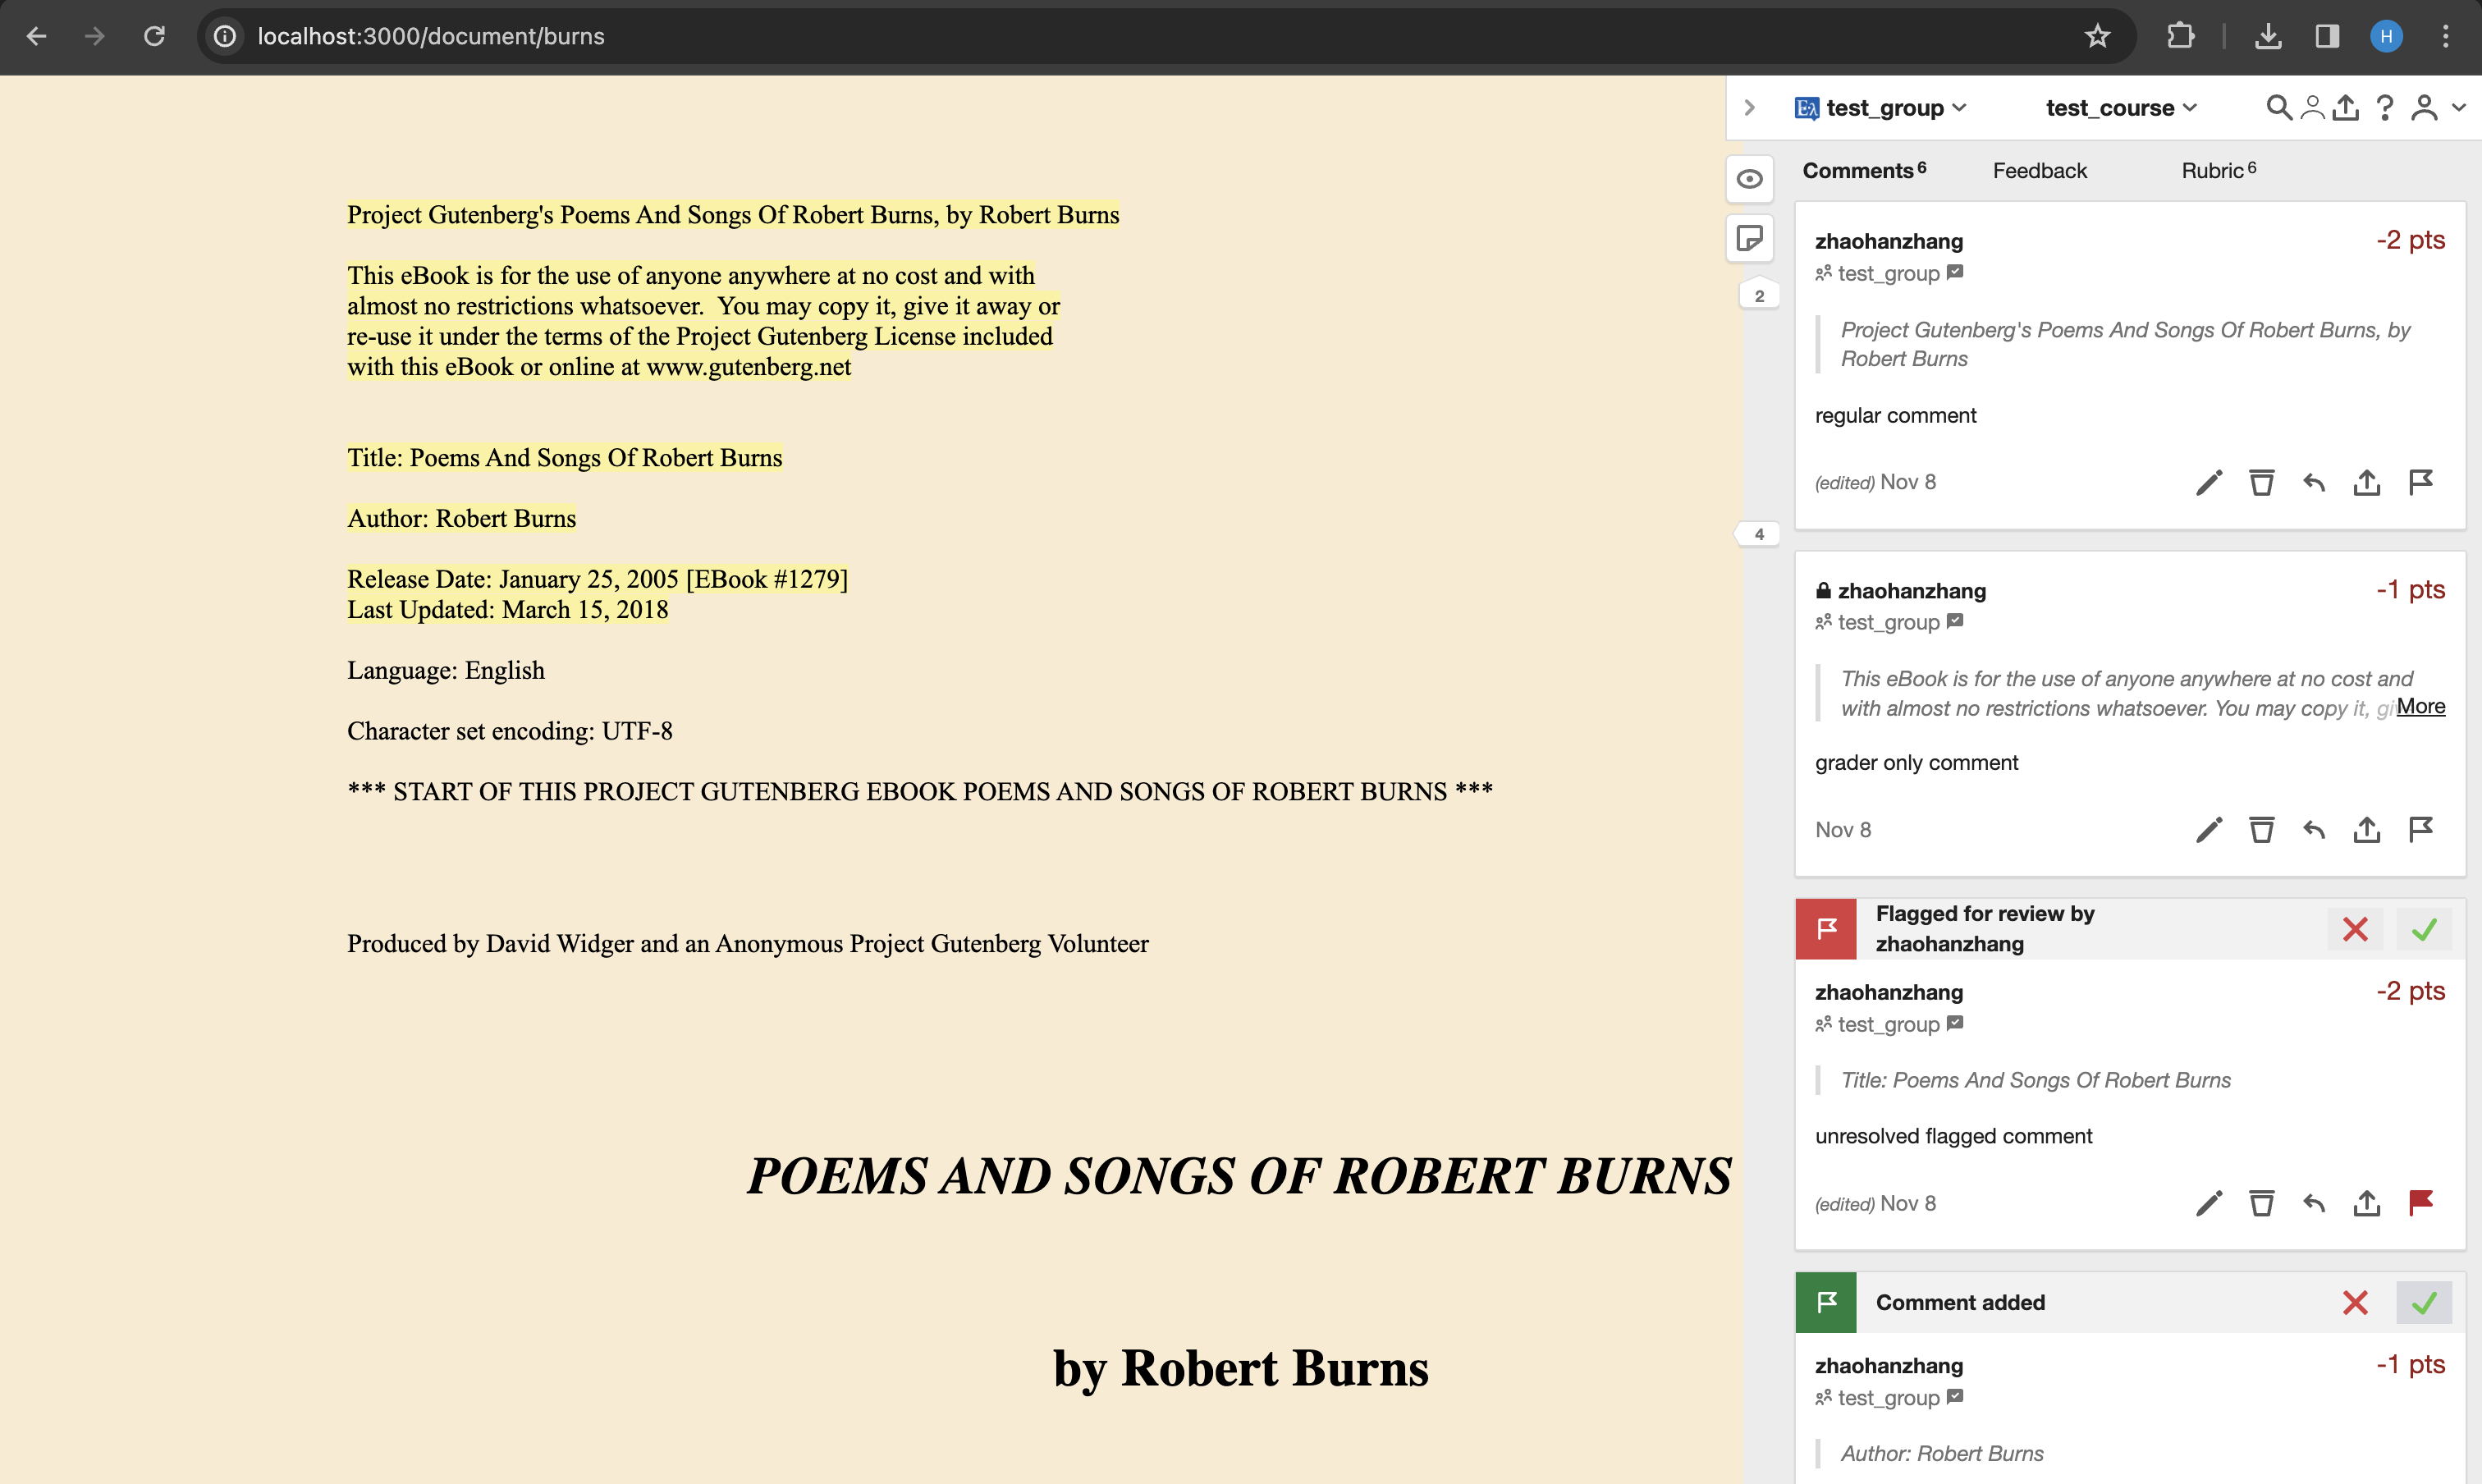 localhost:3000/document/burns
H
Project Gutenberg's Poems And Songs Of Robert Burns, by Robert Burns
This eBook is for the use of anyone anywhere at no cost and with
almost no restrictions whatsoever.  You may copy it, give it away or
re-use it under the terms of the Project Gutenberg License included
with this eBook or online at www.gutenberg.net
Title: Poems And Songs Of Robert Burns
Author: Robert Burns
Release Date: January 25, 2005 [EBook #1279]
Last Updated: March 15, 2018
Language: English
Character set encoding: UTF-8
*** START OF THIS PROJECT GUTENBERG EBOOK POEMS AND SONGS OF ROBERT BURNS ***
Produced by David Widger and an Anonymous Project Gutenberg Volunteer
POEMS AND SONGS OF ROBERT BURNS
by Robert Burns
Eλ test_group test_course ?
Comments 6 Feedback Rubric 6
2
4
zhaohanzhang -2 pts
test_group
Project Gutenberg's Poems And Songs Of Robert Burns, by
Robert Burns
regular comment
(edited) Nov 8
zhaohanzhang -1 pts
test_group
This eBook is for the use of anyone anywhere at no cost and
with almost no restrictions whatsoever. You may copy it, gi More
grader only comment
Nov 8
Flagged for review by
zhaohanzhang
zhaohanzhang -2 pts
test_group
Title: Poems And Songs Of Robert Burns
unresolved flagged comment
(edited) Nov 8
Comment added
zhaohanzhang -1 pts
test_group
Author: Robert Burns